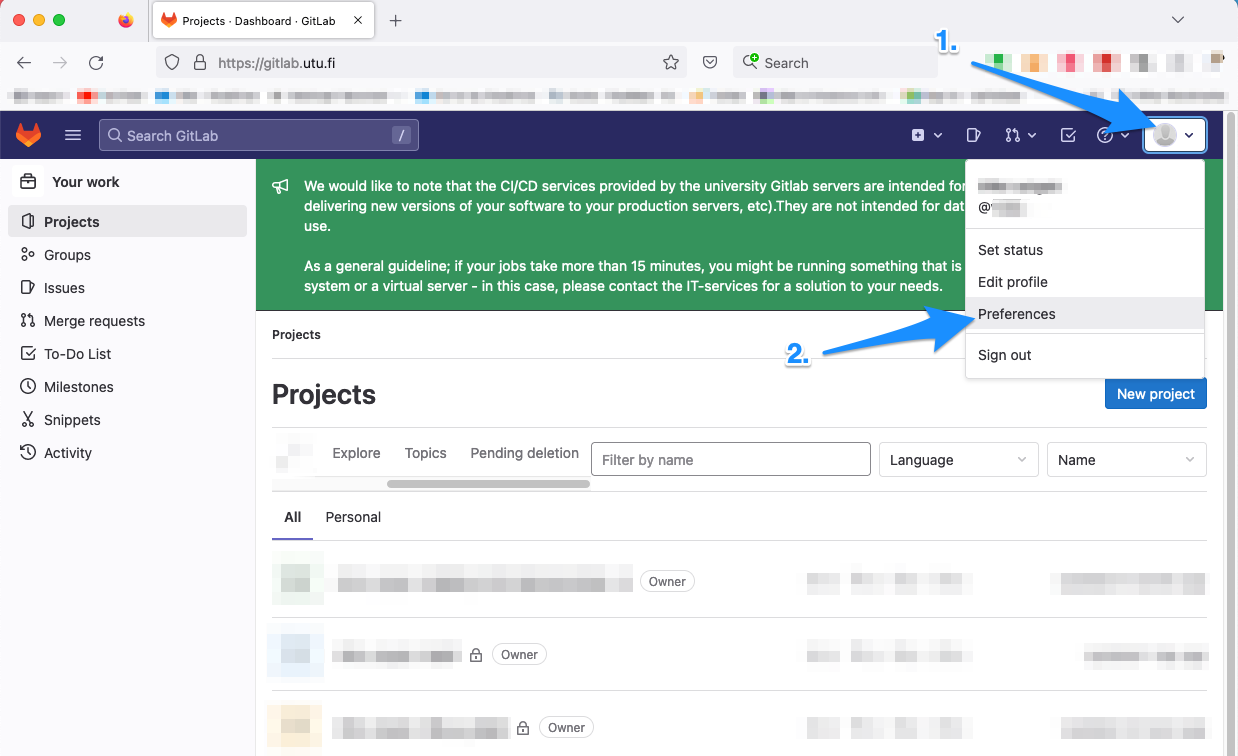 Projects · Dashboard · GitLab
1.
https://gitlab.utu.fi
Search
Search GitLab
/
Your work
Projects
Groups
Issues
Merge requests
To-Do List
Milestones
Snippets
Activity
We would like to note that the CI/CD services provided by the university Gitlab servers are intended for
delivering new versions of your software to your production servers, etc).They are not intended for dat
use.
As a general guideline; if your jobs take more than 15 minutes, you might be running something that is
system or a virtual server - in this case, please contact the IT-services for a solution to your needs.
@
Set status
Edit profile
Preferences
Sign out
2.
Projects
Projects
New project
Explore
Topics
Pending deletion
Filter by name
Language
Name
All
Personal
Owner
Owner
Owner